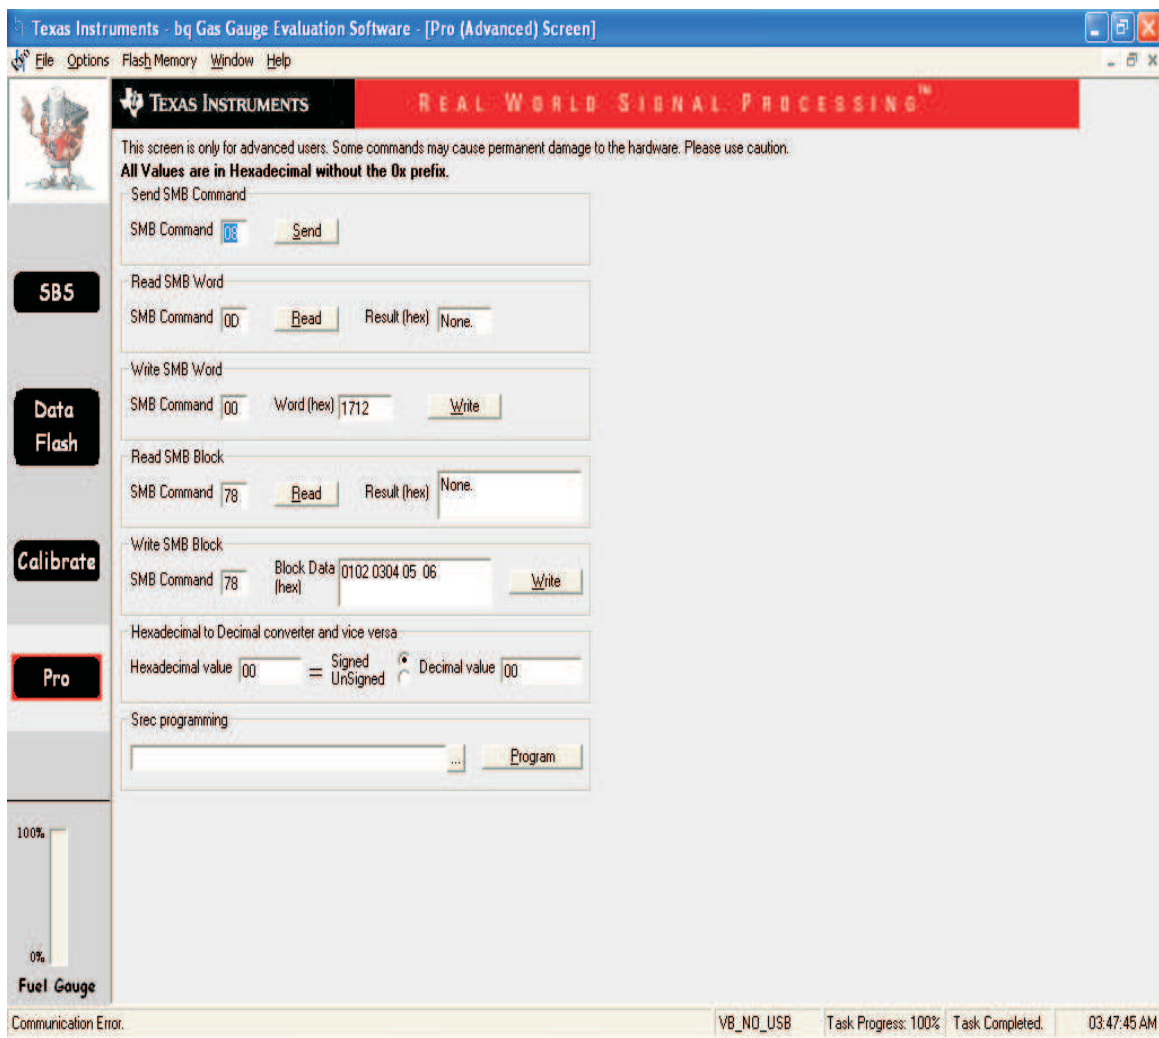 Texas Instruments - bq Gas Gauge Evaluation Software - [Pro (Advanced) Screen]
File Options Flash Memory Window Help
TEXAS INSTRUMENTS REAL WORLD SIGNAL PROCESSING™
This screen is only for advanced users. Some commands may cause permanent damage to the hardware. Please use caution.
All Values are in Hexadecimal without the 0x prefix.
Send SMB Command
SMB Command 08 Send
SBS
Read SMB Word
SMB Command 0D Read Result (hex) None.
Write SMB Word
SMB Command 00 Word (hex) 1712 Write
Data
Flash
Read SMB Block
SMB Command 78 Read Result (hex) None.
Calibrate
Write SMB Block
SMB Command 78 Block Data (hex) 0102 0304 05 06 Write
Hexadecimal to Decimal converter and vice versa
Hexadecimal value 00 = Signed UnSigned Decimal value 00
Pro
Srec programming
... Program
100%
0%
Fuel Gauge
Communication Error. VB_NO_USB Task Progress: 100% Task Completed. 03:47:45 AM